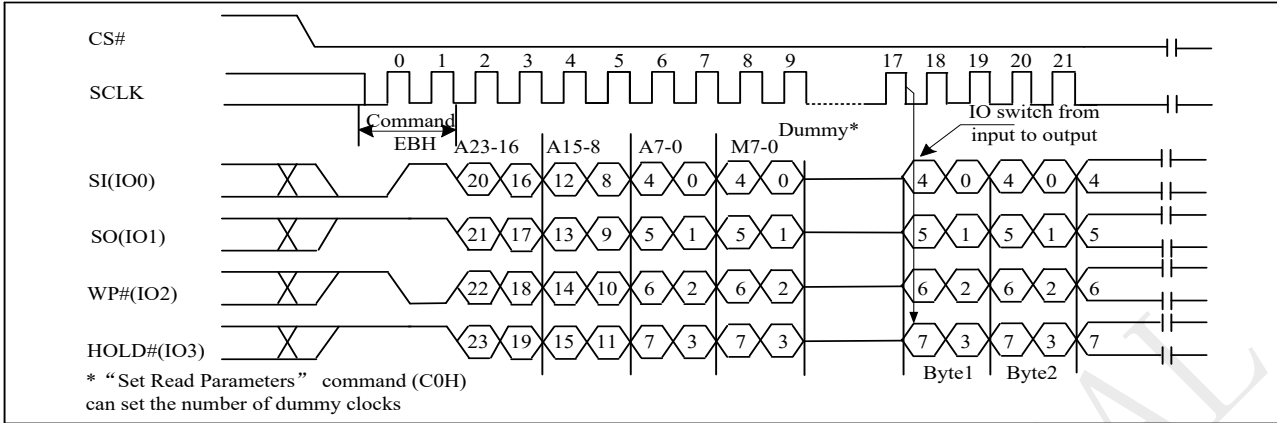 CS#
0 1 2 3 4 5 6 7 8 9 17 18 19 20 21
SCLK
Command
EBH
Dummy*
IO switch from
input to output
A23-16 A15-8 A7-0 M7-0
SI(IO0) 20 16 12 8 4 0 4 0 4 0 4 0 4
SO(IO1) 21 17 13 9 5 1 5 1 5 1 5 1 5
WP#(IO2) 22 18 14 10 6 2 6 2 6 2 6 2 6
HOLD#(IO3) 23 19 15 11 7 3 7 3 7 3 7 3 7
Byte1 Byte2
* “Set Read Parameters” command (C0H)
can set the number of dummy clocks
AL